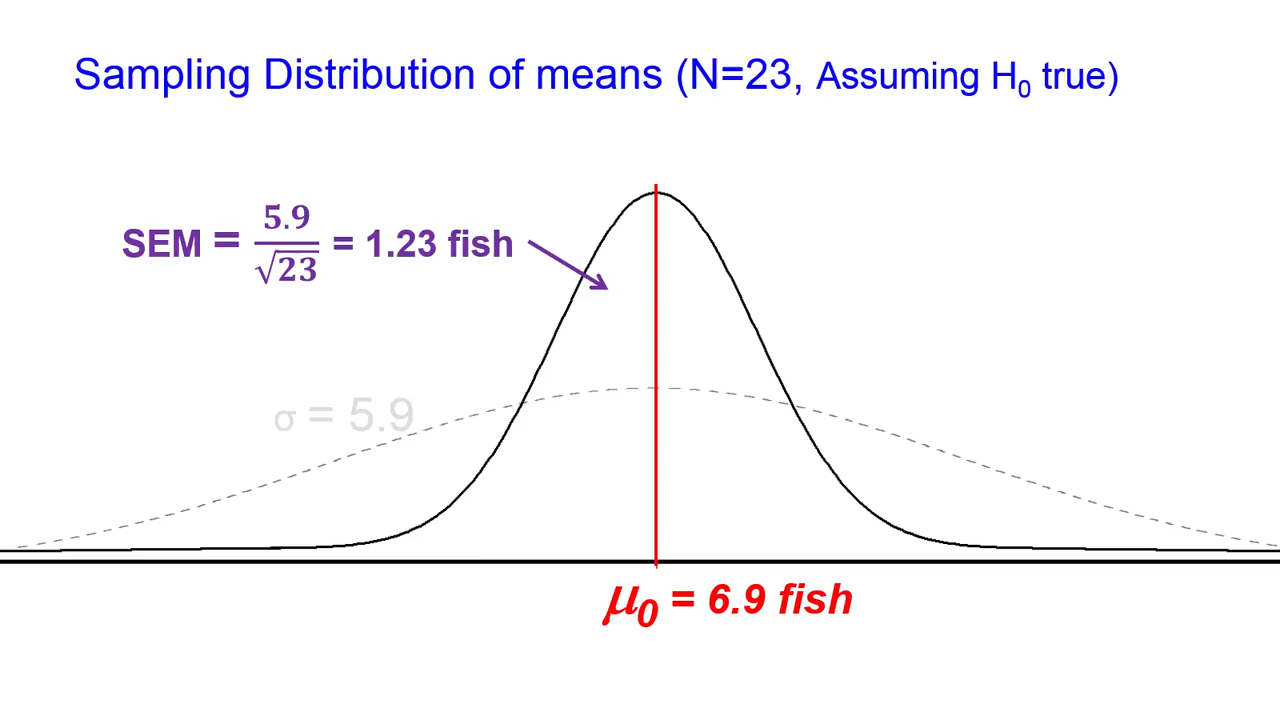 Sampling Distribution of means (N=23, Assuming H₀ true)
SEM = 5.9/√23 = 1.23 fish
σ = 5.9
μ₀ = 6.9 fish